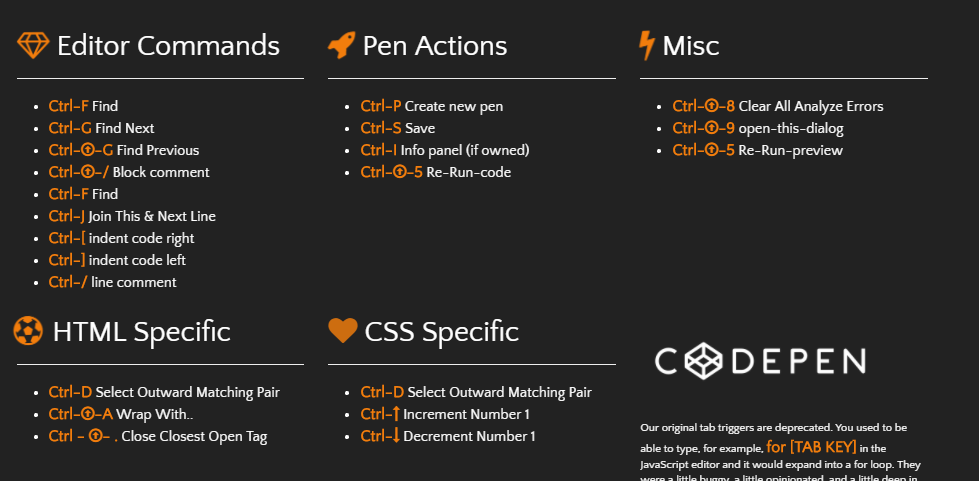 Editor Commands
Ctrl-F Find
Ctrl-G Find Next
Ctrl-⬆-G Find Previous
Ctrl-⬆-/ Block comment
Ctrl-F Find
Ctrl-J Join This & Next Line
Ctrl-[ indent code right
Ctrl-] indent code left
Ctrl-/ line comment
Pen Actions
Ctrl-P Create new pen
Ctrl-S Save
Ctrl-I Info panel (if owned)
Ctrl-⬆-5 Re-Run-code
Misc
Ctrl-⬆-8 Clear All Analyze Errors
Ctrl-⬆-9 open-this-dialog
Ctrl-⬆-5 Re-Run-preview
HTML Specific
Ctrl-D Select Outward Matching Pair
Ctrl-⬆-A Wrap With..
Ctrl - ⬆- . Close Closest Open Tag
CSS Specific
Ctrl-D Select Outward Matching Pair
Ctrl-⬆ Increment Number 1
Ctrl-⬇ Decrement Number 1
CODEPEN
Our original tab triggers are deprecated. You used to be
able to type, for example, for [TAB KEY] in the
JavaScript editor and it would expand into a for loop. They
were a little buggy, a little opinionated, and a little deep in